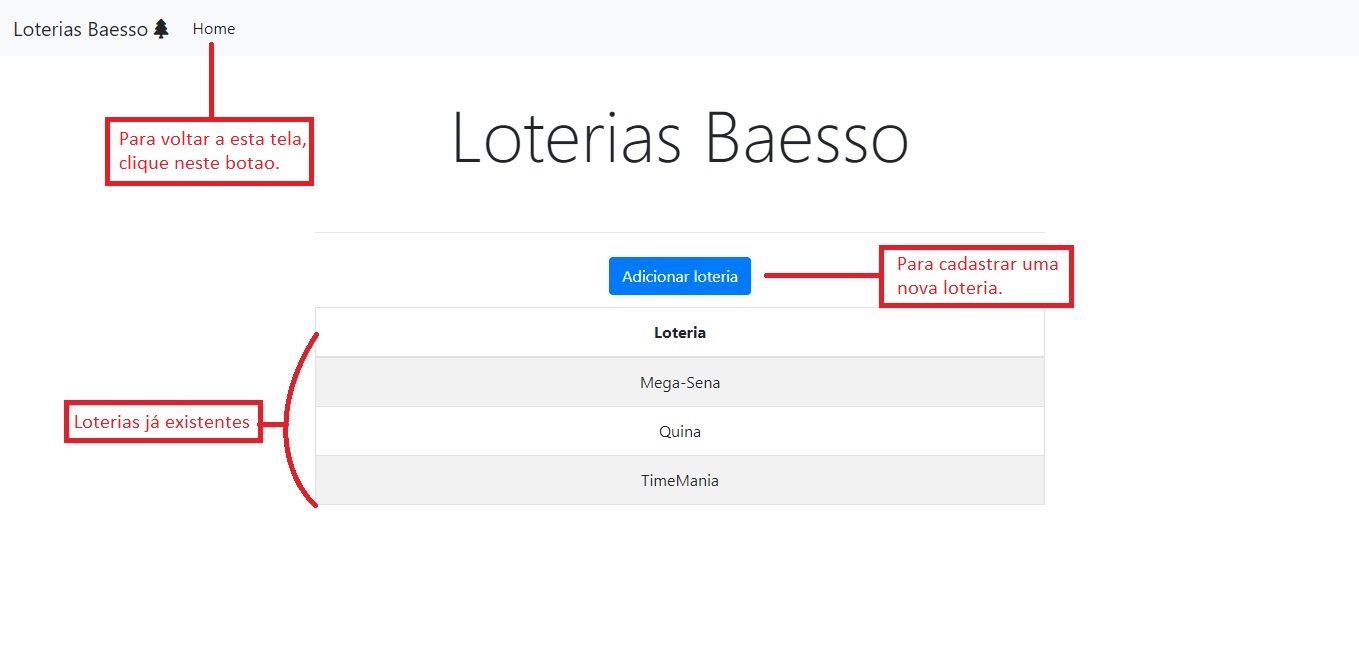 Loterias Baesso Home
Para voltar a esta tela,
clique neste botao.
Loterias Baesso
Adicionar loteria
Para cadastrar uma
nova loteria.
Loteria
Mega-Sena
Loterias já existentes
Quina
TimeMania